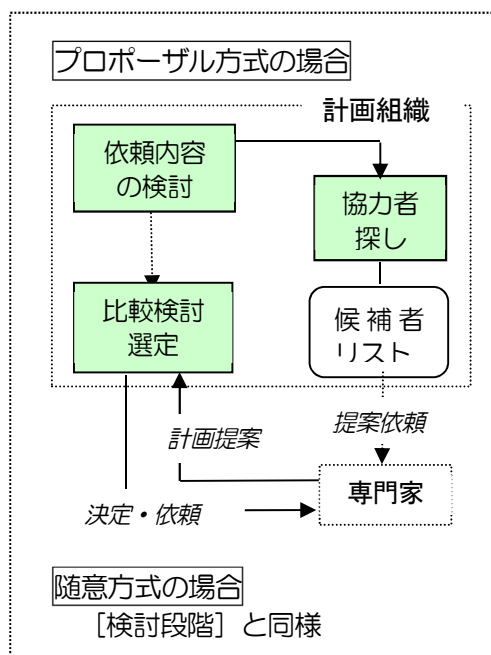 プロポーザル方式の場合
計画組織
依頼内容
の検討
協力者
探し
比較検討
選定
候補者
リスト
計画提案
提案依頼
専門家
決定・依頼
随意方式の場合
［検討段階］と同様